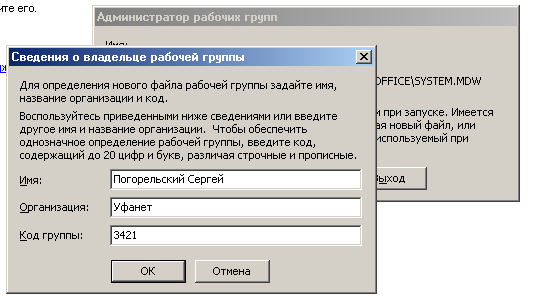 ите его.
Администратор рабочих групп
Сведения о владельце рабочей группы
Для определения нового файла рабочей группы задайте имя,
название организации и код.
OFFICE\SYSTEM.MDW
Воспользуйтесь приведенными ниже сведениями или введите
другое имя и название организации. Чтобы обеспечить
однозначное определение рабочей группы, введите код,
содержащий до 20 цифр и букв, различая строчные и прописные.
и при запуске. Имеется
ая новый файл, или
используемый при
Имя:
Погорельский Сергей
Организация:
Уфанет
Код группы:
3421
Выход
OK
Отмена